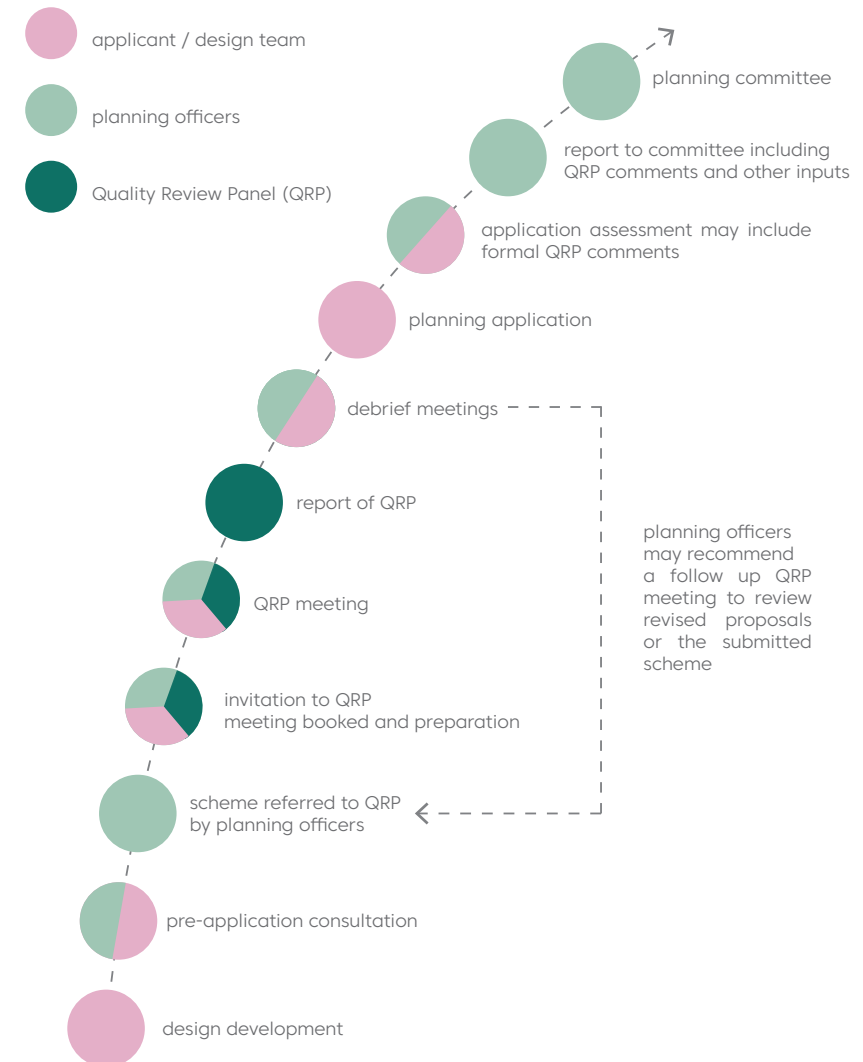 applicant / design team
planning officers
Quality Review Panel (QRP)
planning committee
report to committee including
QRP comments and other inputs
application assessment may include
formal QRP comments
planning application
debrief meetings
report of QRP
planning officers
may recommend
a follow up QRP
meeting to review
revised proposals
or the submitted
scheme
QRP meeting
invitation to QRP
meeting booked and preparation
scheme referred to QRP
by planning officers
pre-application consultation
design development